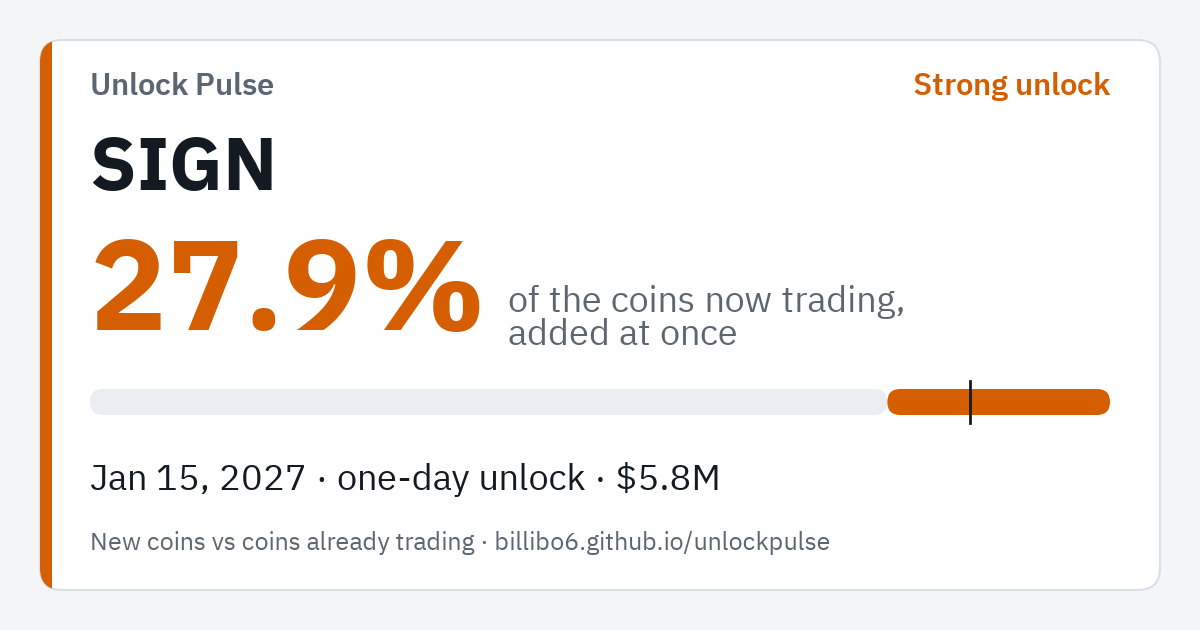 Unlock Pulse
Strong unlock
SIGN
27.9%
of the coins now trading,
added at once
Jan 15, 2027 · one-day unlock · $5.8M
New coins vs coins already trading · billibo6.github.io/unlockpulse